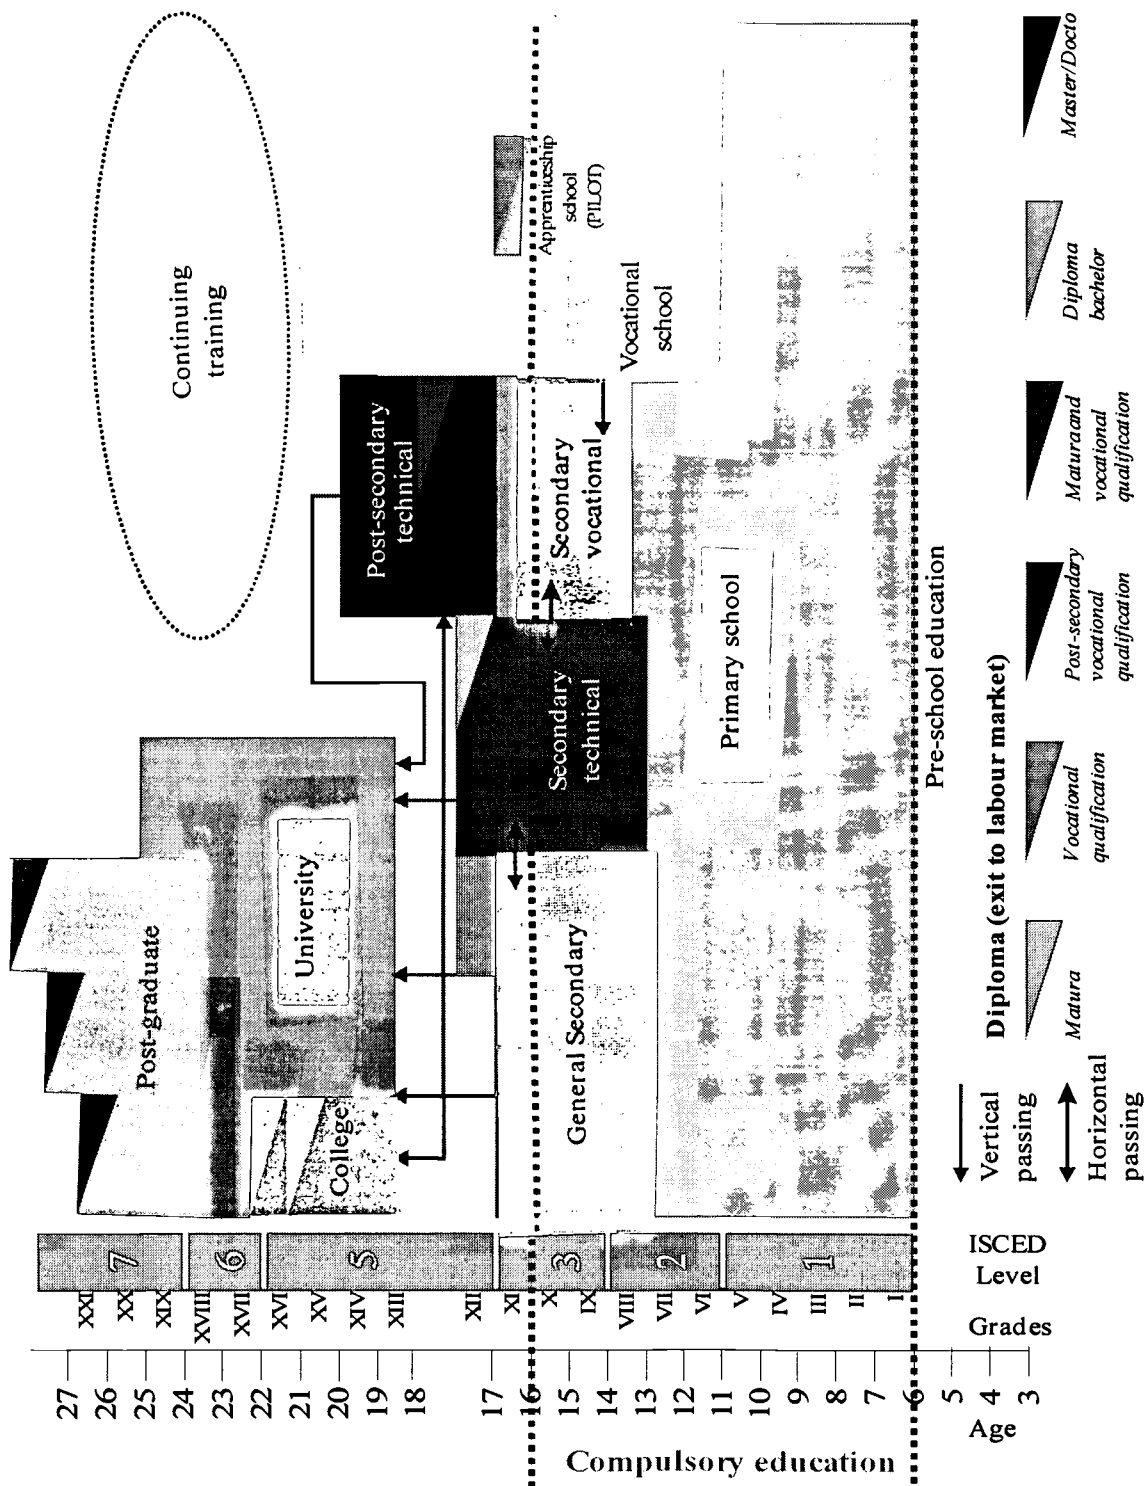 Continuing
training
Post-graduate
University
College
Post-secondary
technical
Apprenticeship
school
(PILOT)
Vocational
school
Secondary
vocational
Secondary
technical
General Secondary
Primary school
Pre-school education
7
6
5
3
2
1
ISCED
Level
XXI
XX
XIX
XVIII
XVII
XVI
XV
XIV
XIII
XII
XI
X
IX
VIII
VII
VI
V
IV
III
II
I
Grades
27
26
25
24
23
22
21
20
19
18
17
16
15
14
13
12
11
10
9
8
7
6
5
4
3
Age
Compulsory education
Vertical
passing
Horizontal
passing
Diploma (exit to labour market)
Matura
Vocational
qualification
Post-secondary
vocational
qualification
Matura and
vocational
qualification
Diploma
bachelor
Master/Docto